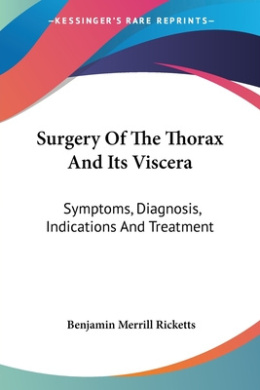 •KESSINGER'S RARE REPRINTS•
Surgery Of The Thorax
And Its Viscera
Symptoms, Diagnosis,
Indications And Treatment
Benjamin Merrill Ricketts